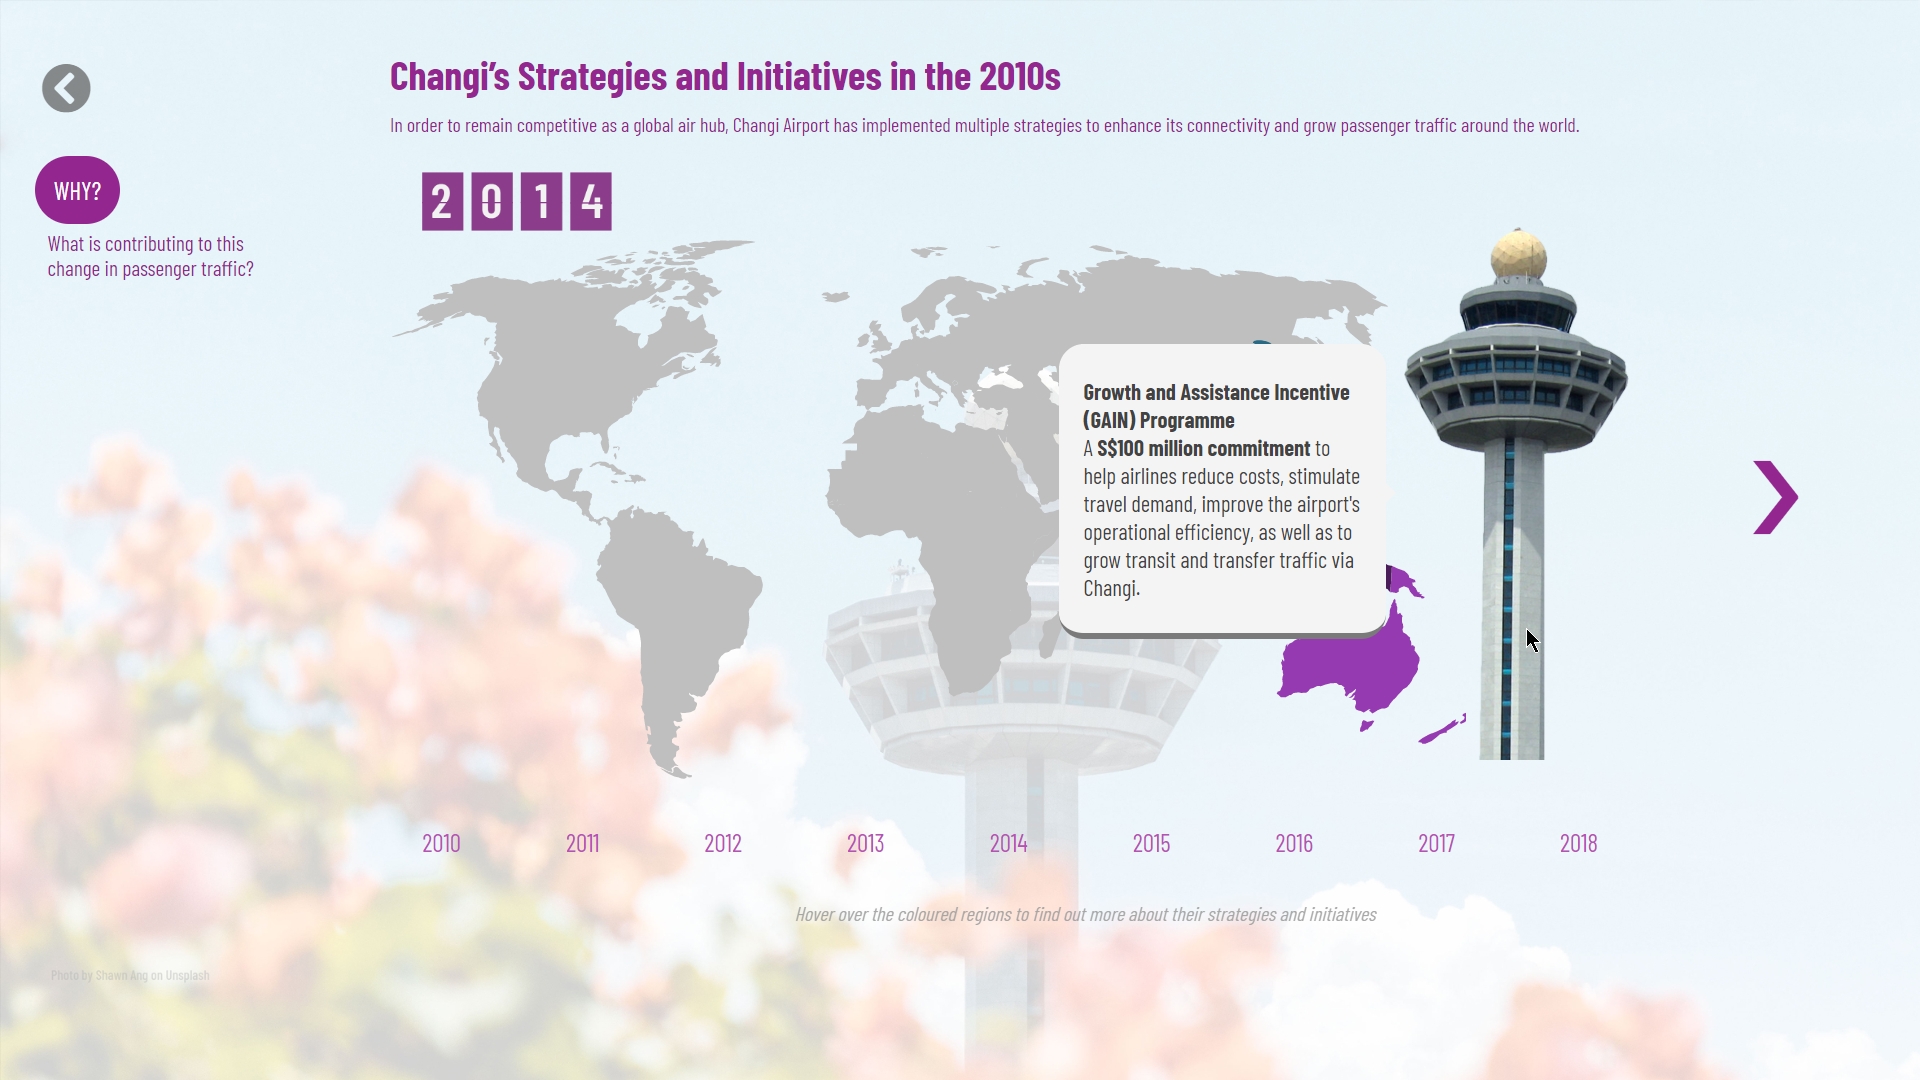 Changi's Strategies and Initiatives in the 2010s
In order to remain competitive as a global air hub, Changi Airport has implemented multiple strategies to enhance its connectivity and grow passenger traffic around the world.
2014
WHY?
What is contributing to this
change in passenger traffic?
Growth and Assistance Incentive
(GAIN) Programme
A S$100 million commitment to
help airlines reduce costs, stimulate
travel demand, improve the airport's
operational efficiency, as well as to
grow transit and transfer traffic via
Changi.
2010 2011 2012 2013 2014 2015 2016 2017 2018
Hover over the coloured regions to find out more about their strategies and initiatives
Photo by Shawn Ang on Unsplash